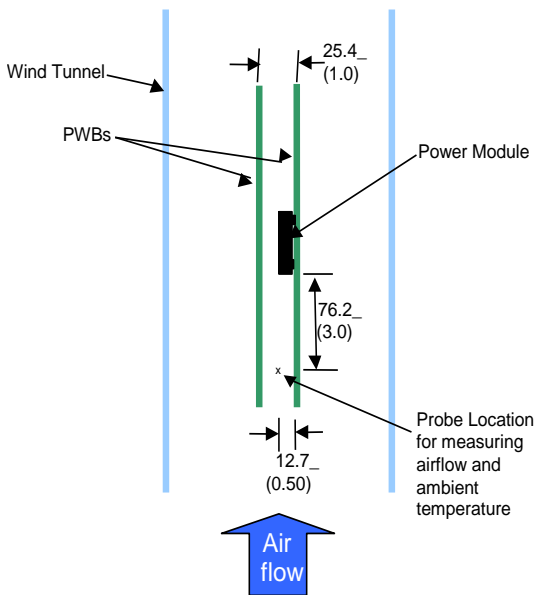 25.4_
(1.0)
Wind Tunnel
PWBs
Power Module
76.2_
(3.0)
x
Probe Location
for measuring
airflow and
ambient
temperature
12.7_
(0.50)
Air
flow